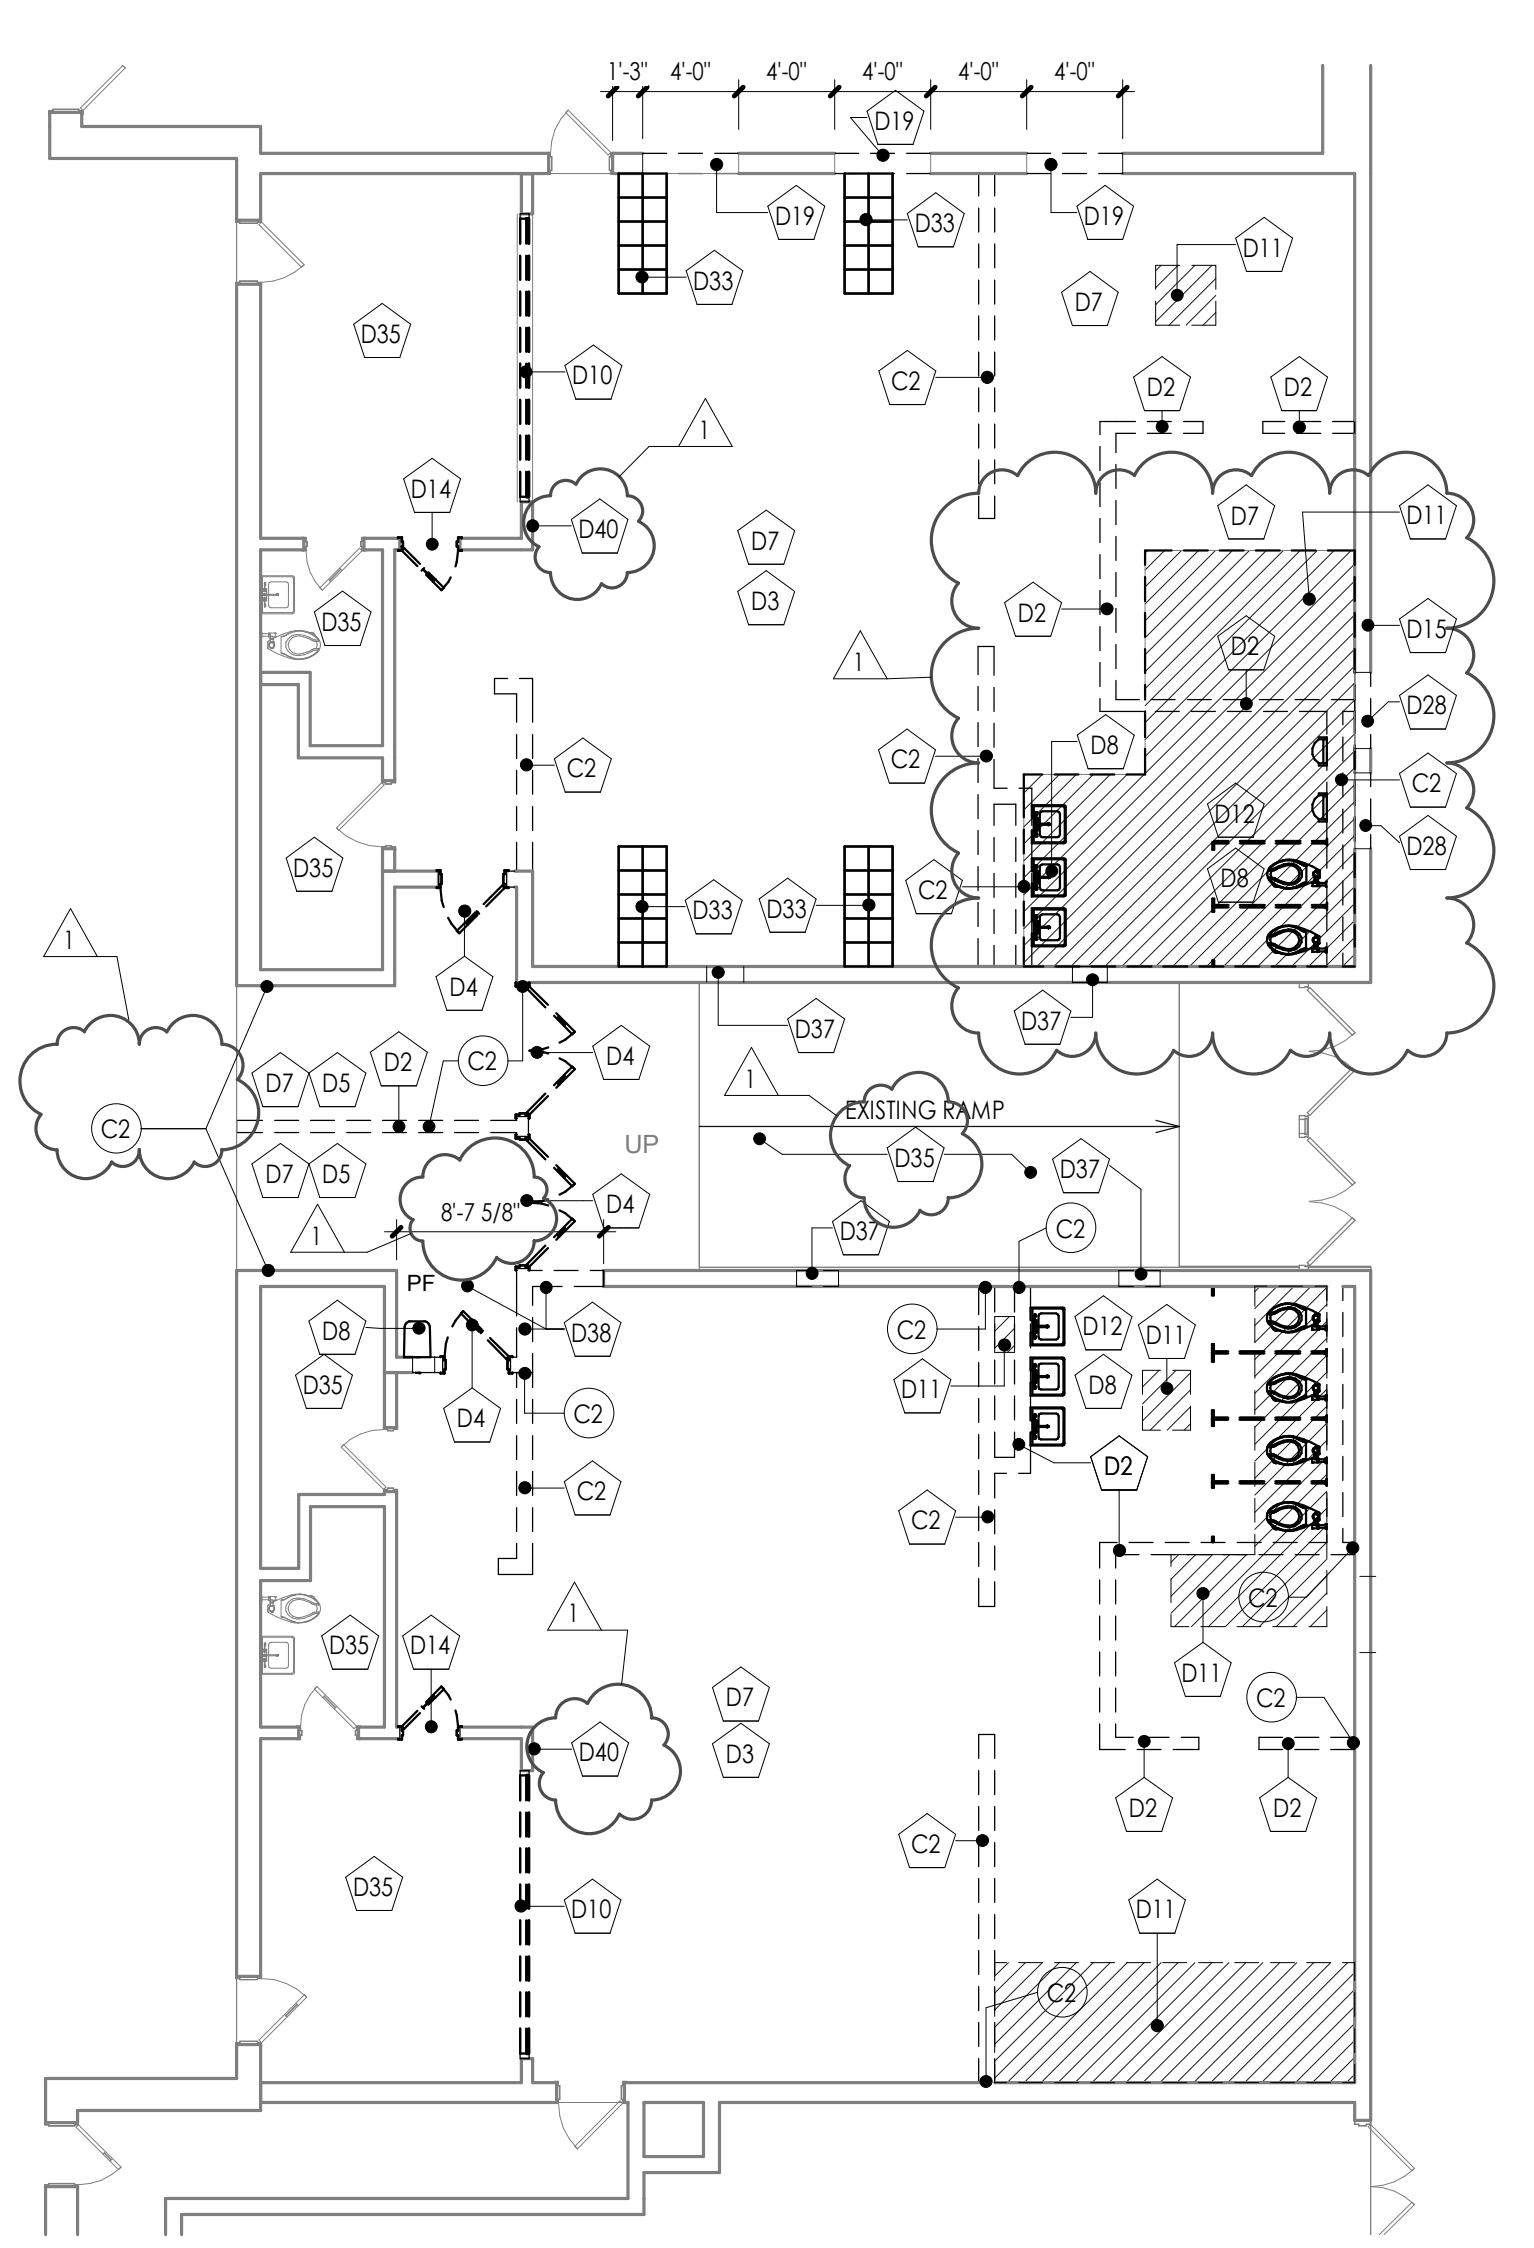 1'-3" 4'-0" 4'-0" 4'-0" 4'-0" 4'-0"
D19
D19 D33 D19
D11
D33 D7
D35
D10 C2 D2 D2
1
D14
D40 D7 D11
D7
D3 D2
D35 D15
D2
1
D28
D8
C2 C2 C2
D12
D28
D35 D8
C2
D33 D33
1
D4
D37 D37
D7 D5 D2 C2 D4
1
EXISTING RAMP
C2
UP
D35
D7 D5 D37
8'-7 5/8" D4
1 D37 C2
PF
D8 D38 C2 D12 D11
D35 D11 D8
D4 C2
D2
C2
C2
C2
1
D35 D14 D11
D7 C2
D40 D3
D2 D2
C2
D35
D10 D11
C2